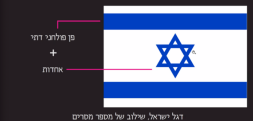 פן פולחני דתי
+
אחדות
דגל ישראל, שילוב של מספר מסרים